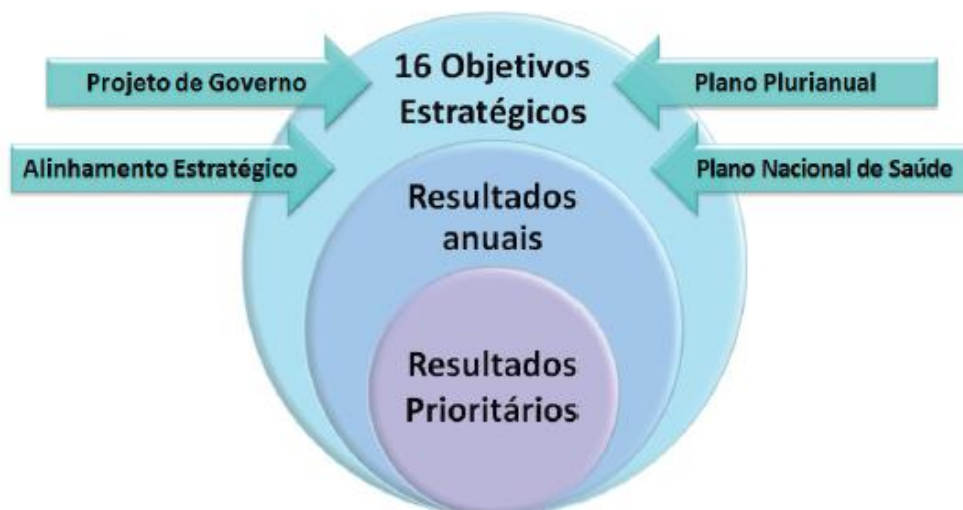 16 Objetivos
Estratégicos
Projeto de Governo
Plano Plurianual
Alinhamento Estratégico
Plano Nacional de Saúde
Resultados
anuais
Resultados
Prioritários